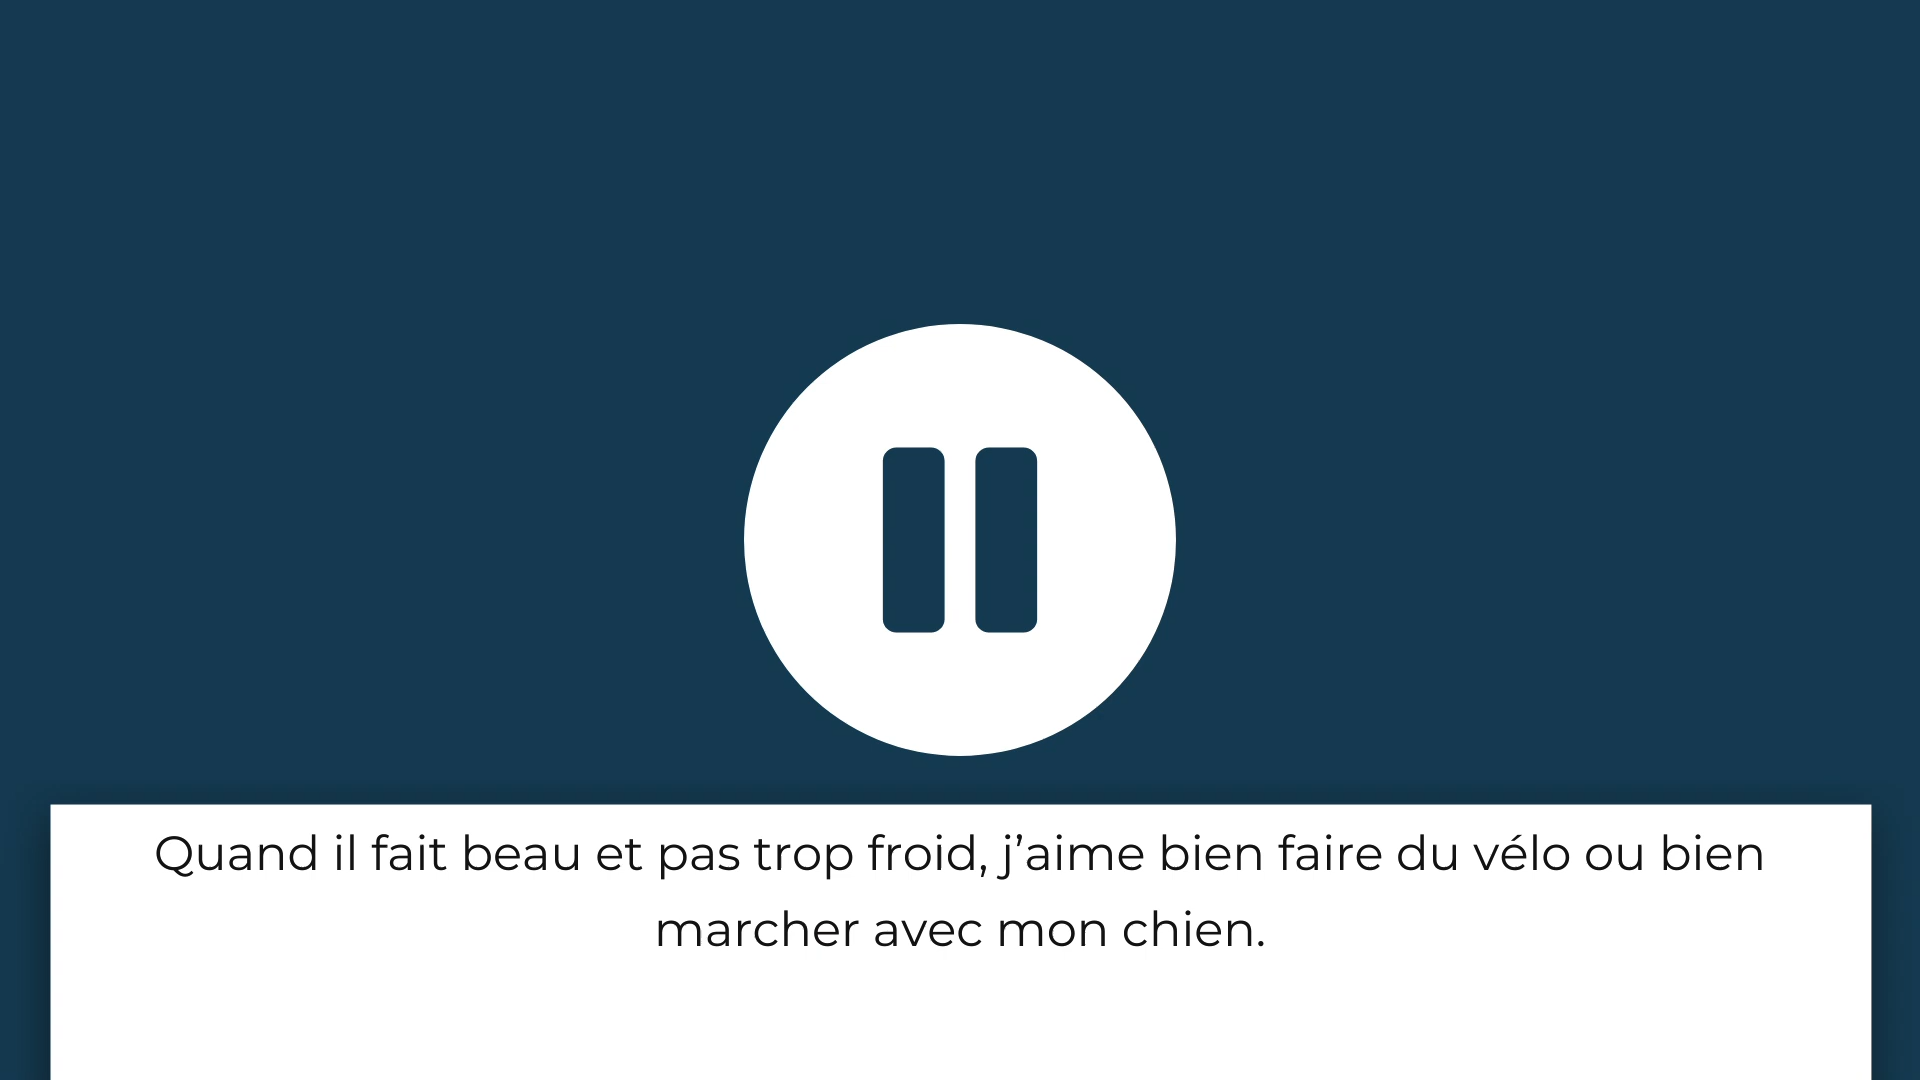 Quand il fait beau et pas trop froid, j’aime bien faire du vélo ou bien
marcher avec mon chien.